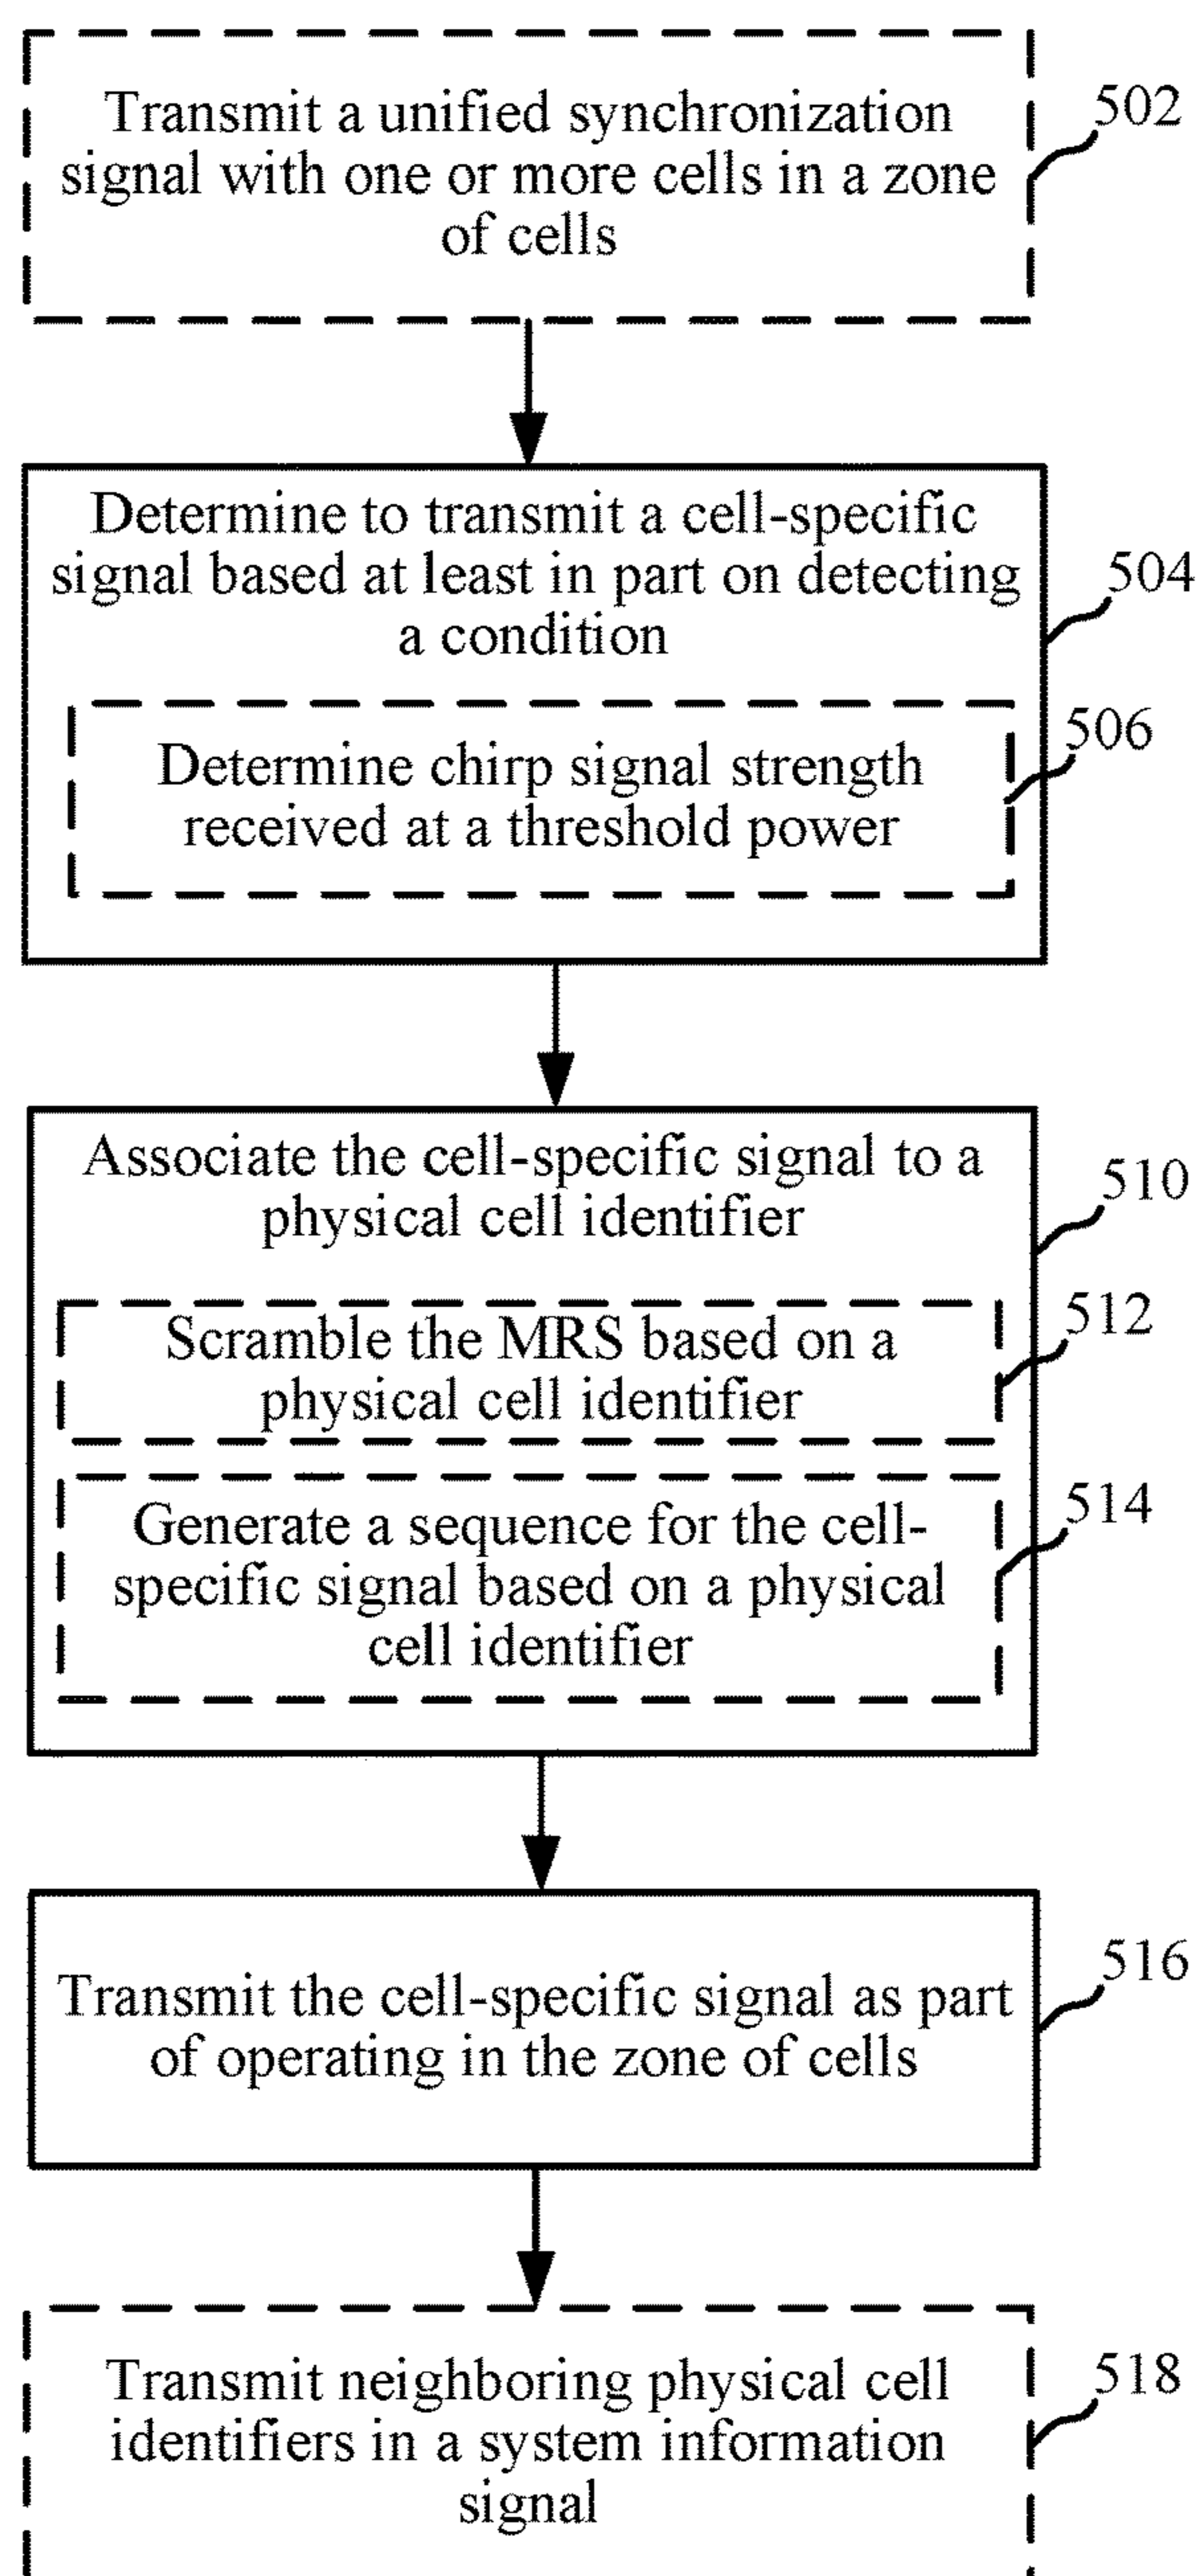 Transmit a unified synchronization
signal with one or more cells in a zone
of cells
502
Determine to transmit a cell-specific
signal based at least in part on detecting
a condition
504
Determine chirp signal strength
received at a threshold power
506
Associate the cell-specific signal to a
physical cell identifier
510
Scramble the MRS based on a
physical cell identifier
512
Generate a sequence for the cell-
specific signal based on a physical
cell identifier
514
Transmit the cell-specific signal as part
of operating in the zone of cells
516
Transmit neighboring physical cell
identifiers in a system information
signal
518